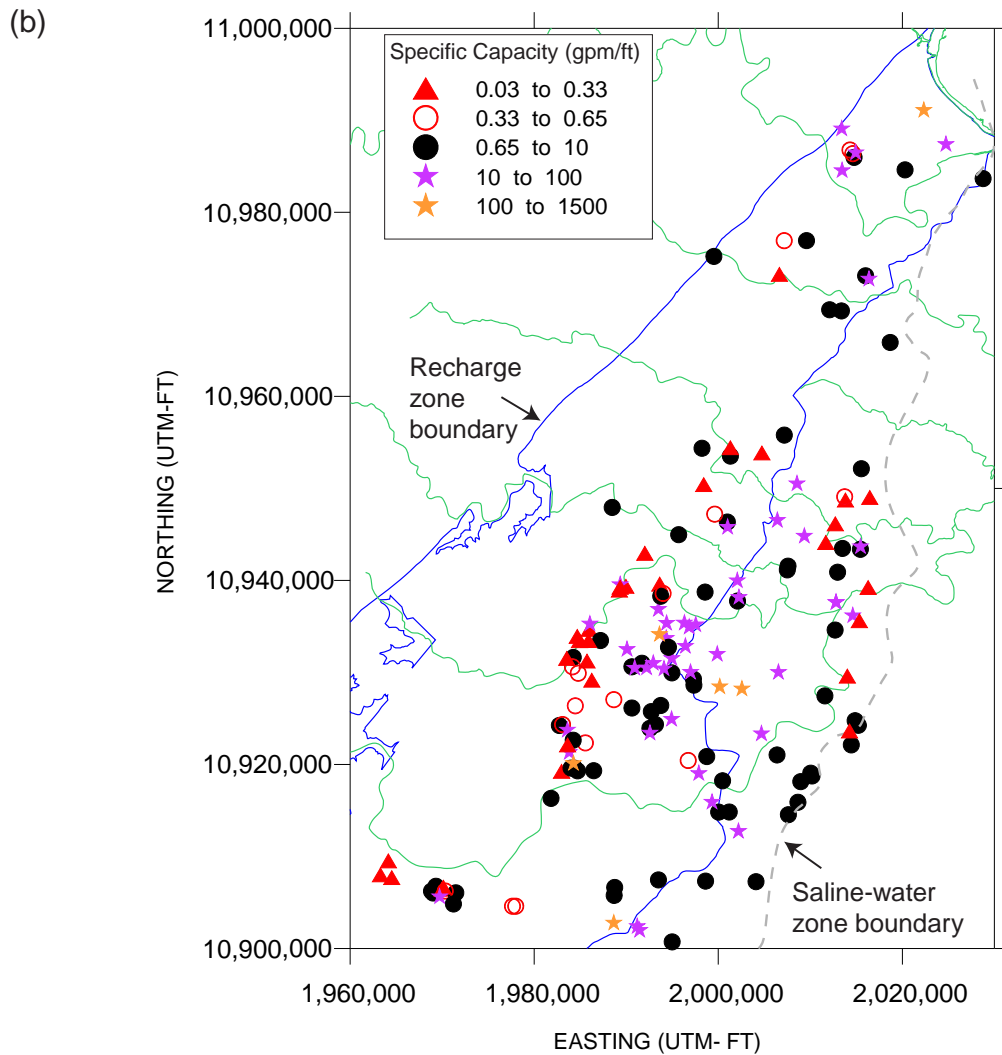 (b)
11,000,000
Specific Capacity (gpm/ft)
0.03 to 0.33
0.33 to 0.65
0.65 to 10
10 to 100
100 to 1500
10,980,000
10,960,000
Recharge
zone
boundary
NORTHING (UTM-FT)
10,940,000
10,920,000
Saline-water
zone boundary
10,900,000
1,960,000 1,980,000 2,000,000 2,020,000
EASTING (UTM- FT)